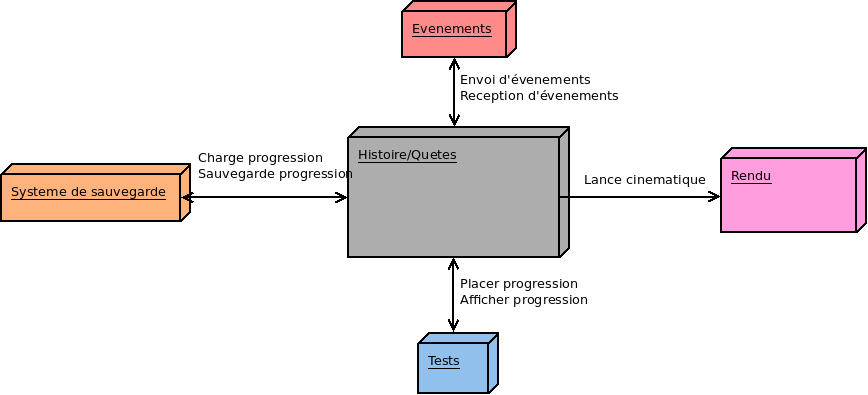 Evenements
Envoi d'évenements
Reception d'évenements
Histoire/Quetes
Charge progression
Sauvegarde progression
Systeme de sauvegarde
Lance cinematique
Rendu
Placer progression
Afficher progression
Tests